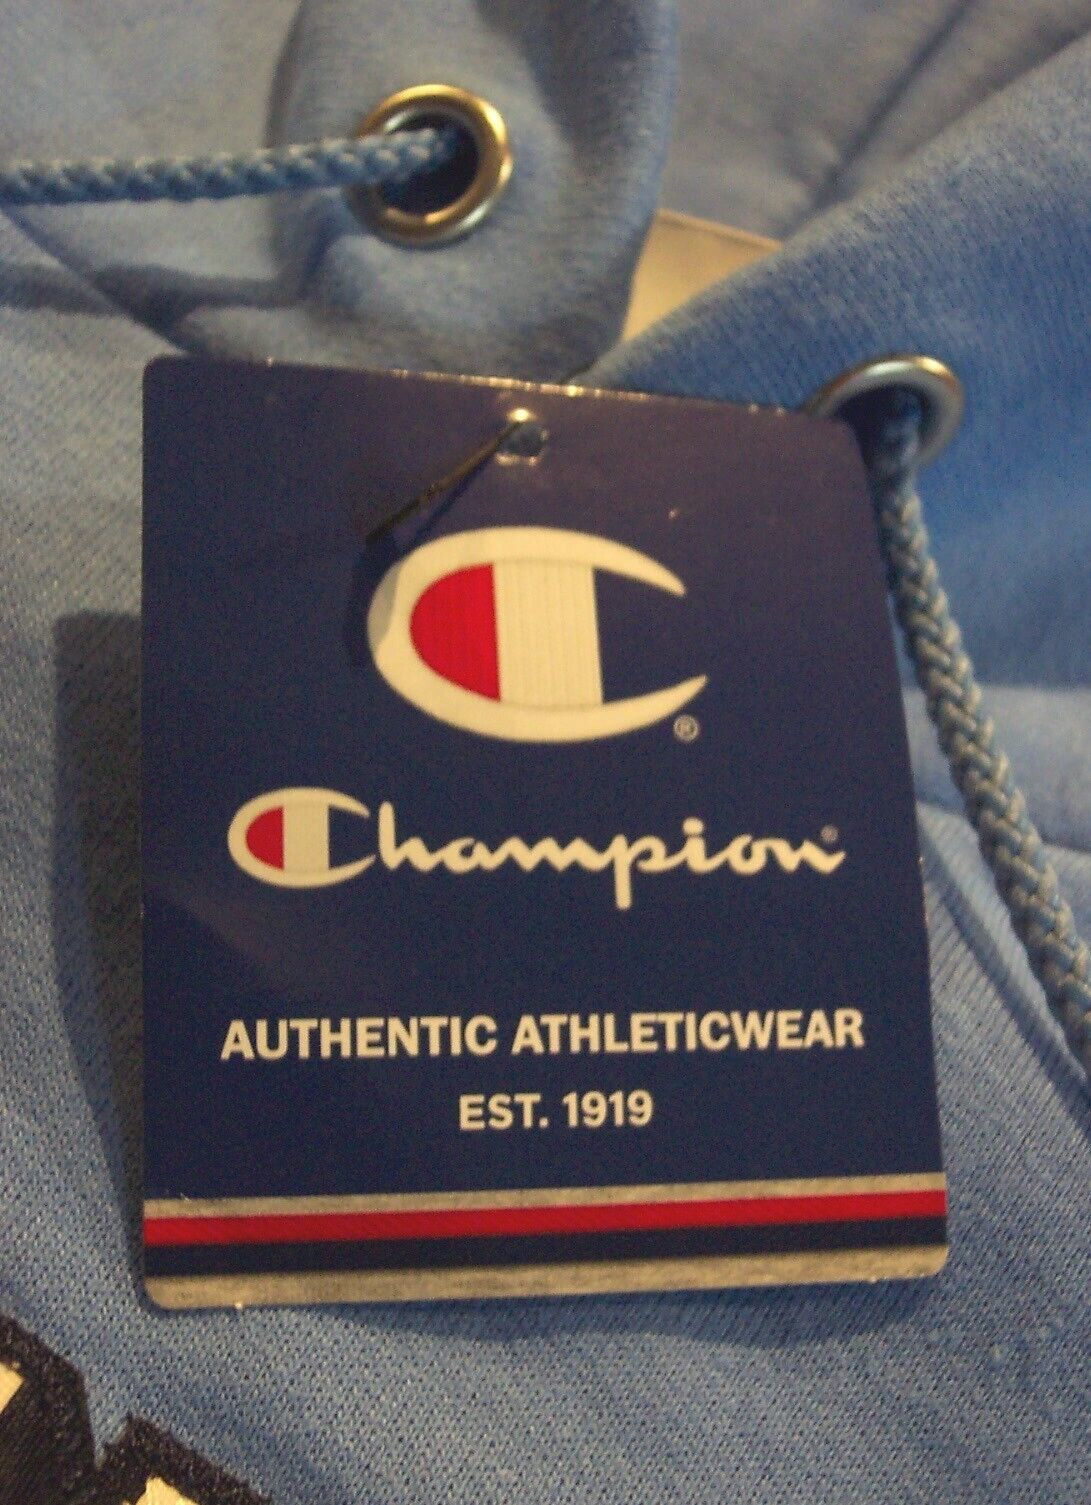 C®
Champion®
AUTHENTIC ATHLETICWEAR
EST. 1919